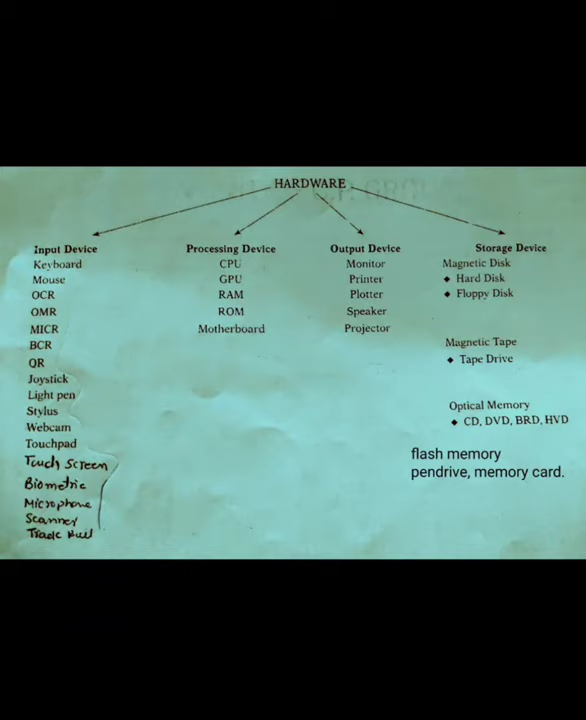 HARDWARE
Input Device
Keyboard
Mouse
OCR
OMR
MICR
BCR
QR
Joystick
Light pen
Stylus
Webcam
Touchpad
Touch Screen
Biometric
Microphone
Scanner
Processing Device
CPU
GPU
RAM
ROM
Motherboard
Output Device
Monitor
Printer
Plotter
Speaker
Projector
Storage Device
Magnetic Disk
◆ Hard Disk
◆ Floppy Disk
Magnetic Tape
◆ Tape Drive
Optical Memory
◆ CD, DVD, BRD, HVD
flash memory
pendrive, memory card.